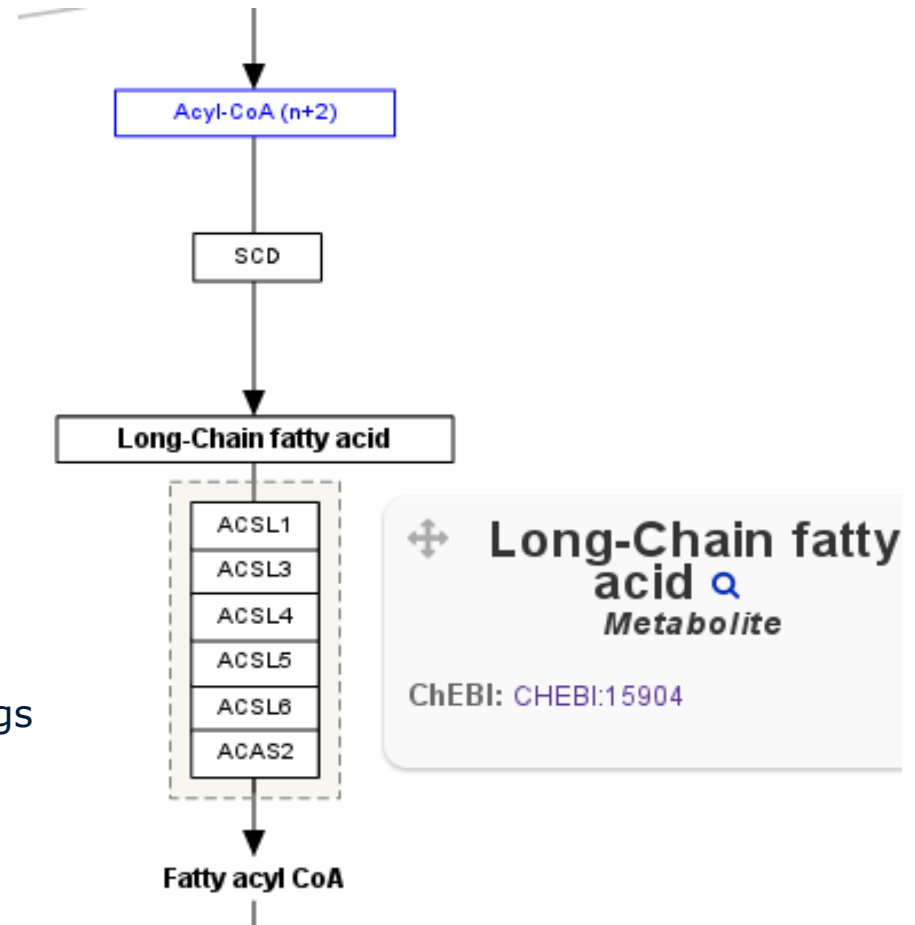 Acyl-CoA (n+2)
SCD
Long-Chain fatty acid
ACSL1
ACSL3
ACSL4
ACSL5
ACSL6
ACAS2
Fatty acyl CoA
gs
Long-Chain fatty
acid
Metabolite
ChEBI: CHEBI:15904